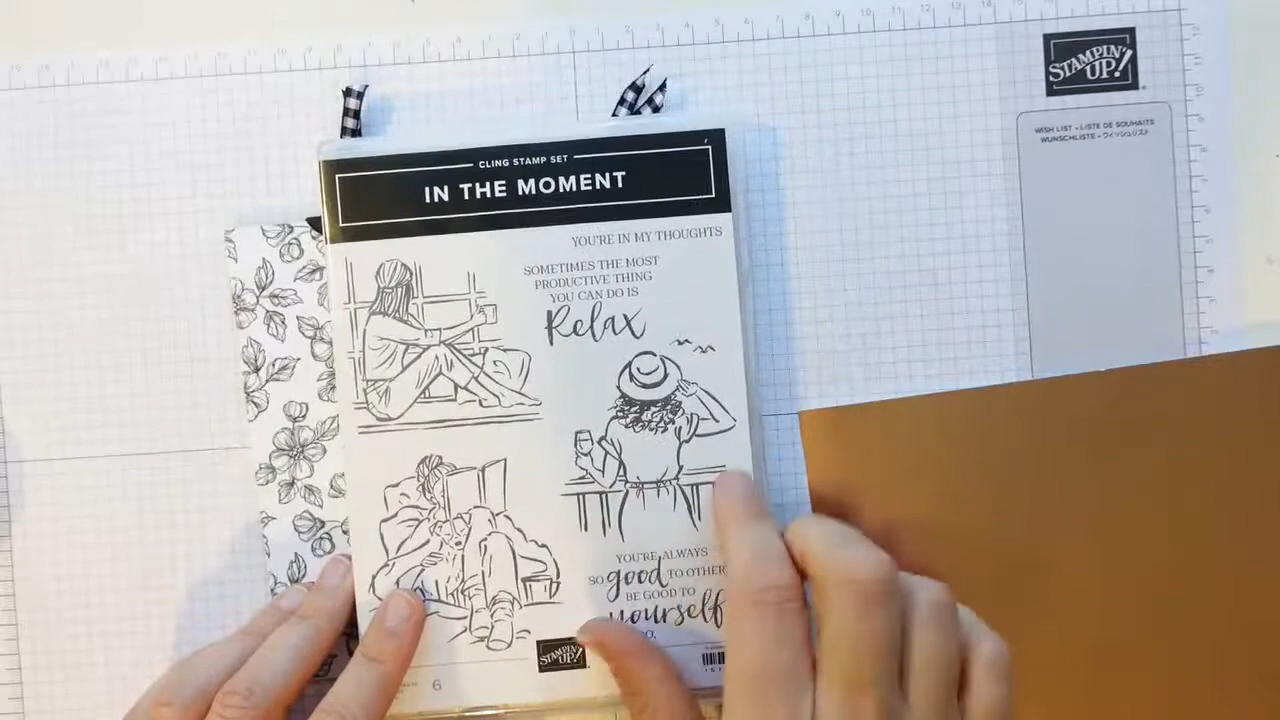 STAMPIN' UP!
WISH LIST • LISTE DE SOUHAITS
WUNSCHLISTE • ウィッシュリスト
CLING STAMP SET
IN THE MOMENT
YOU'RE IN MY THOUGHTS
SOMETIMES THE MOST
PRODUCTIVE THING
YOU CAN DO IS
Relax
YOU'RE ALWAYS
SO good TO OTHER
BE GOOD TO
yourself
STAMPIN' UP!
6